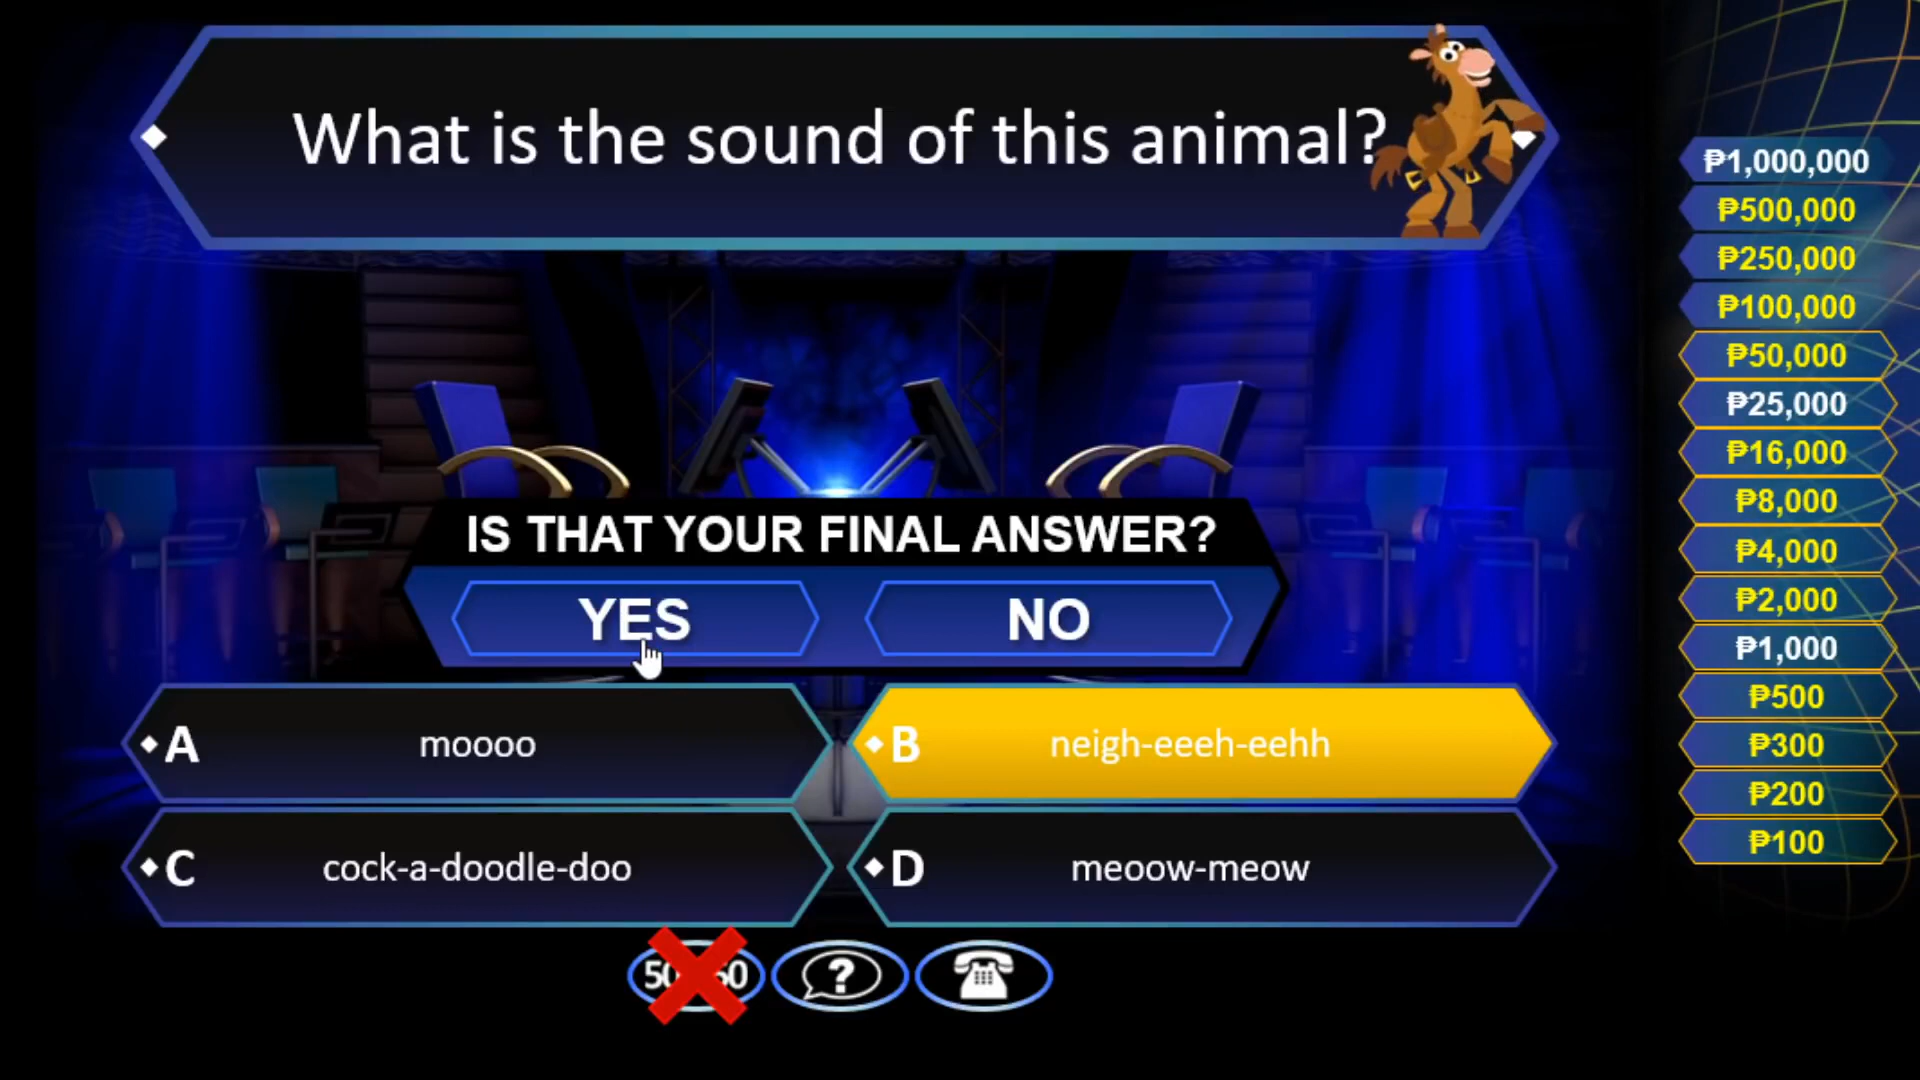 What is the sound of this animal?
₱1,000,000
₱500,000
₱250,000
₱100,000
₱50,000
₱25,000
₱16,000
₱8,000
₱4,000
₱2,000
₱1,000
₱500
₱300
₱200
₱100
IS THAT YOUR FINAL ANSWER?
YES
NO
A moooo
B neigh-eeeh-eehh
C cock-a-doodle-doo
D meoow-meow